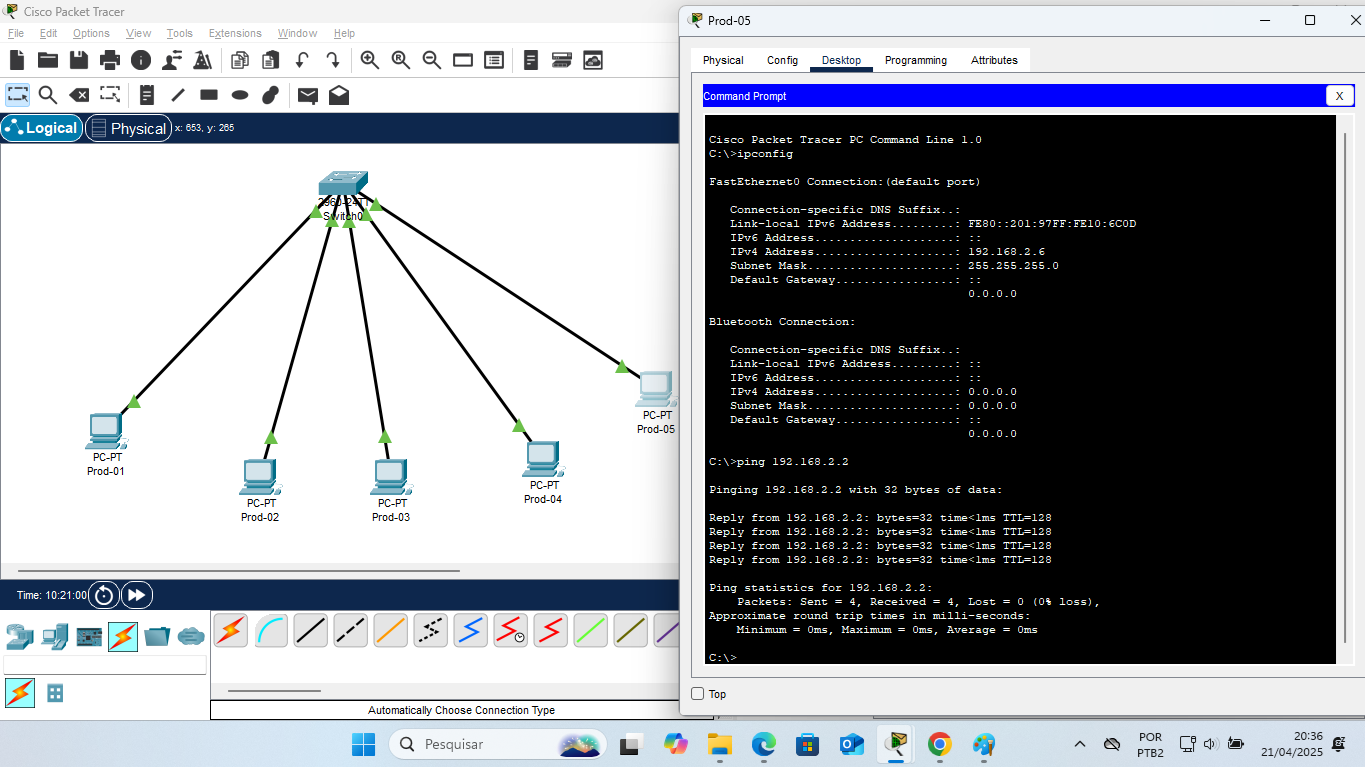 Cisco Packet Tracer
File Edit Options View Tools Extensions Window Help
Logical Physical x: 653, y: 265
2960-24TT
Switch0
PC-PT
Prod-01
PC-PT
Prod-02
PC-PT
Prod-03
PC-PT
Prod-04
PC-PT
Prod-05
Time: 10:21:00
Automatically Choose Connection Type
Prod-05
Physical Config Desktop Programming Attributes
Command Prompt X
Cisco Packet Tracer PC Command Line 1.0
C:\>ipconfig
FastEthernet0 Connection:(default port)
Connection-specific DNS Suffix..:
Link-local IPv6 Address.........: FE80::201:97FF:FE10:6C0D
IPv6 Address....................: ::
IPv4 Address....................: 192.168.2.6
Subnet Mask.....................: 255.255.255.0
Default Gateway.................: ::
0.0.0.0
Bluetooth Connection:
Connection-specific DNS Suffix..:
Link-local IPv6 Address.........: ::
IPv6 Address....................: ::
IPv4 Address....................: 0.0.0.0
Subnet Mask.....................: 0.0.0.0
Default Gateway.................: ::
0.0.0.0
C:\>ping 192.168.2.2
Pinging 192.168.2.2 with 32 bytes of data:
Reply from 192.168.2.2: bytes=32 time<1ms TTL=128
Reply from 192.168.2.2: bytes=32 time<1ms TTL=128
Reply from 192.168.2.2: bytes=32 time<1ms TTL=128
Reply from 192.168.2.2: bytes=32 time<1ms TTL=128
Ping statistics for 192.168.2.2:
Packets: Sent = 4, Received = 4, Lost = 0 (0% loss),
Approximate round trip times in milli-seconds:
Minimum = 0ms, Maximum = 0ms, Average = 0ms
C:\>
Top
Pesquisar
POR
PTB2
20:36
21/04/2025